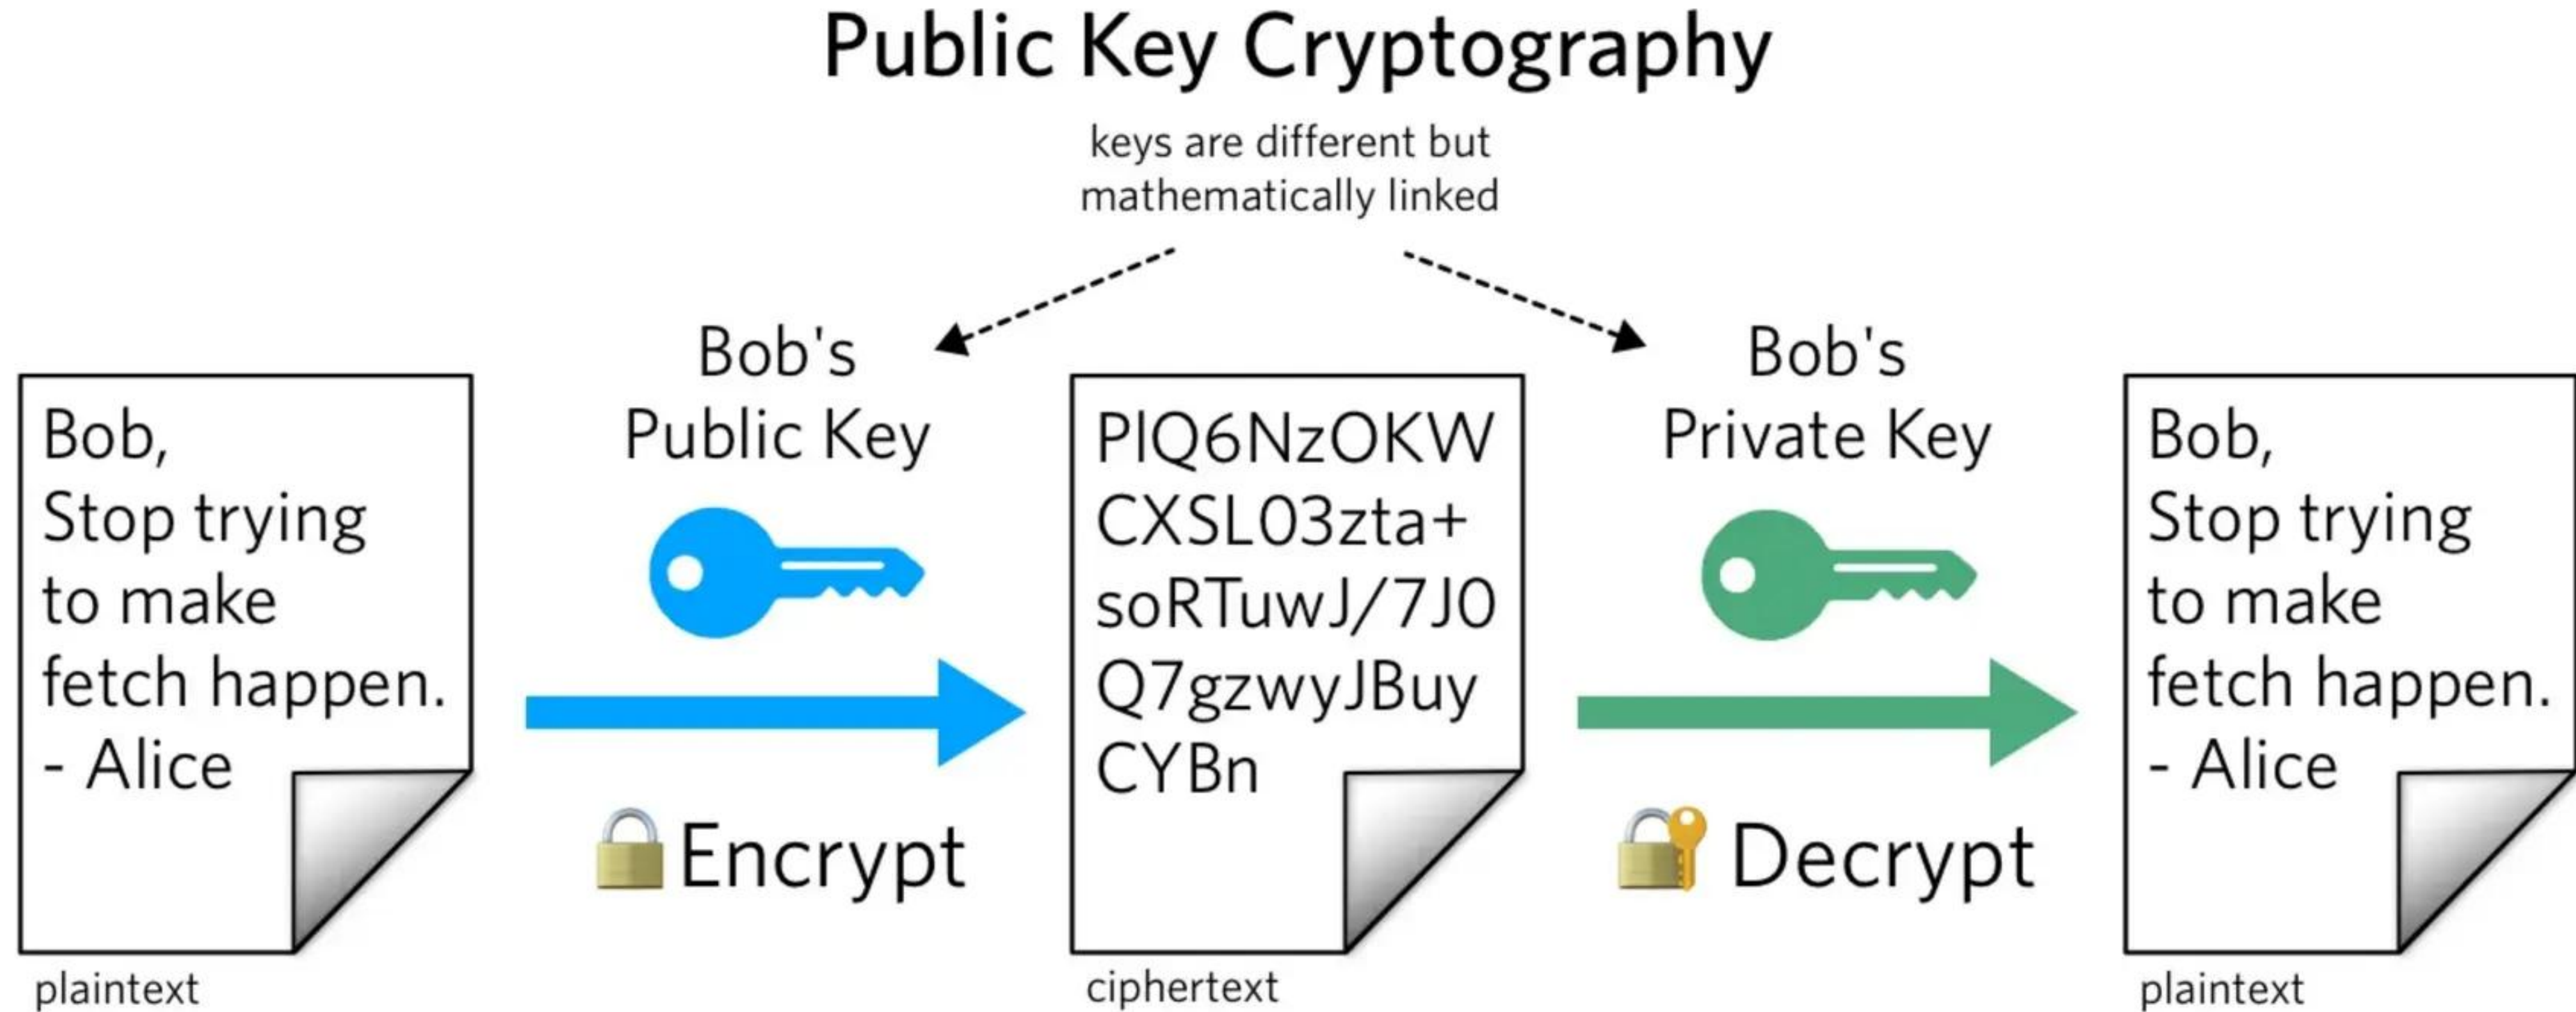 Public Key Cryptography
keys are different but
mathematically linked
Bob,
Stop trying
to make
fetch happen.
- Alice
plaintext
Bob's
Public Key
Encrypt
PlQ6NzOKW
CXSL03zta+
soRTuwJ/7J0
Q7gzwyJBuy
CYBn
ciphertext
Bob's
Private Key
Decrypt
Bob,
Stop trying
to make
fetch happen.
- Alice
plaintext